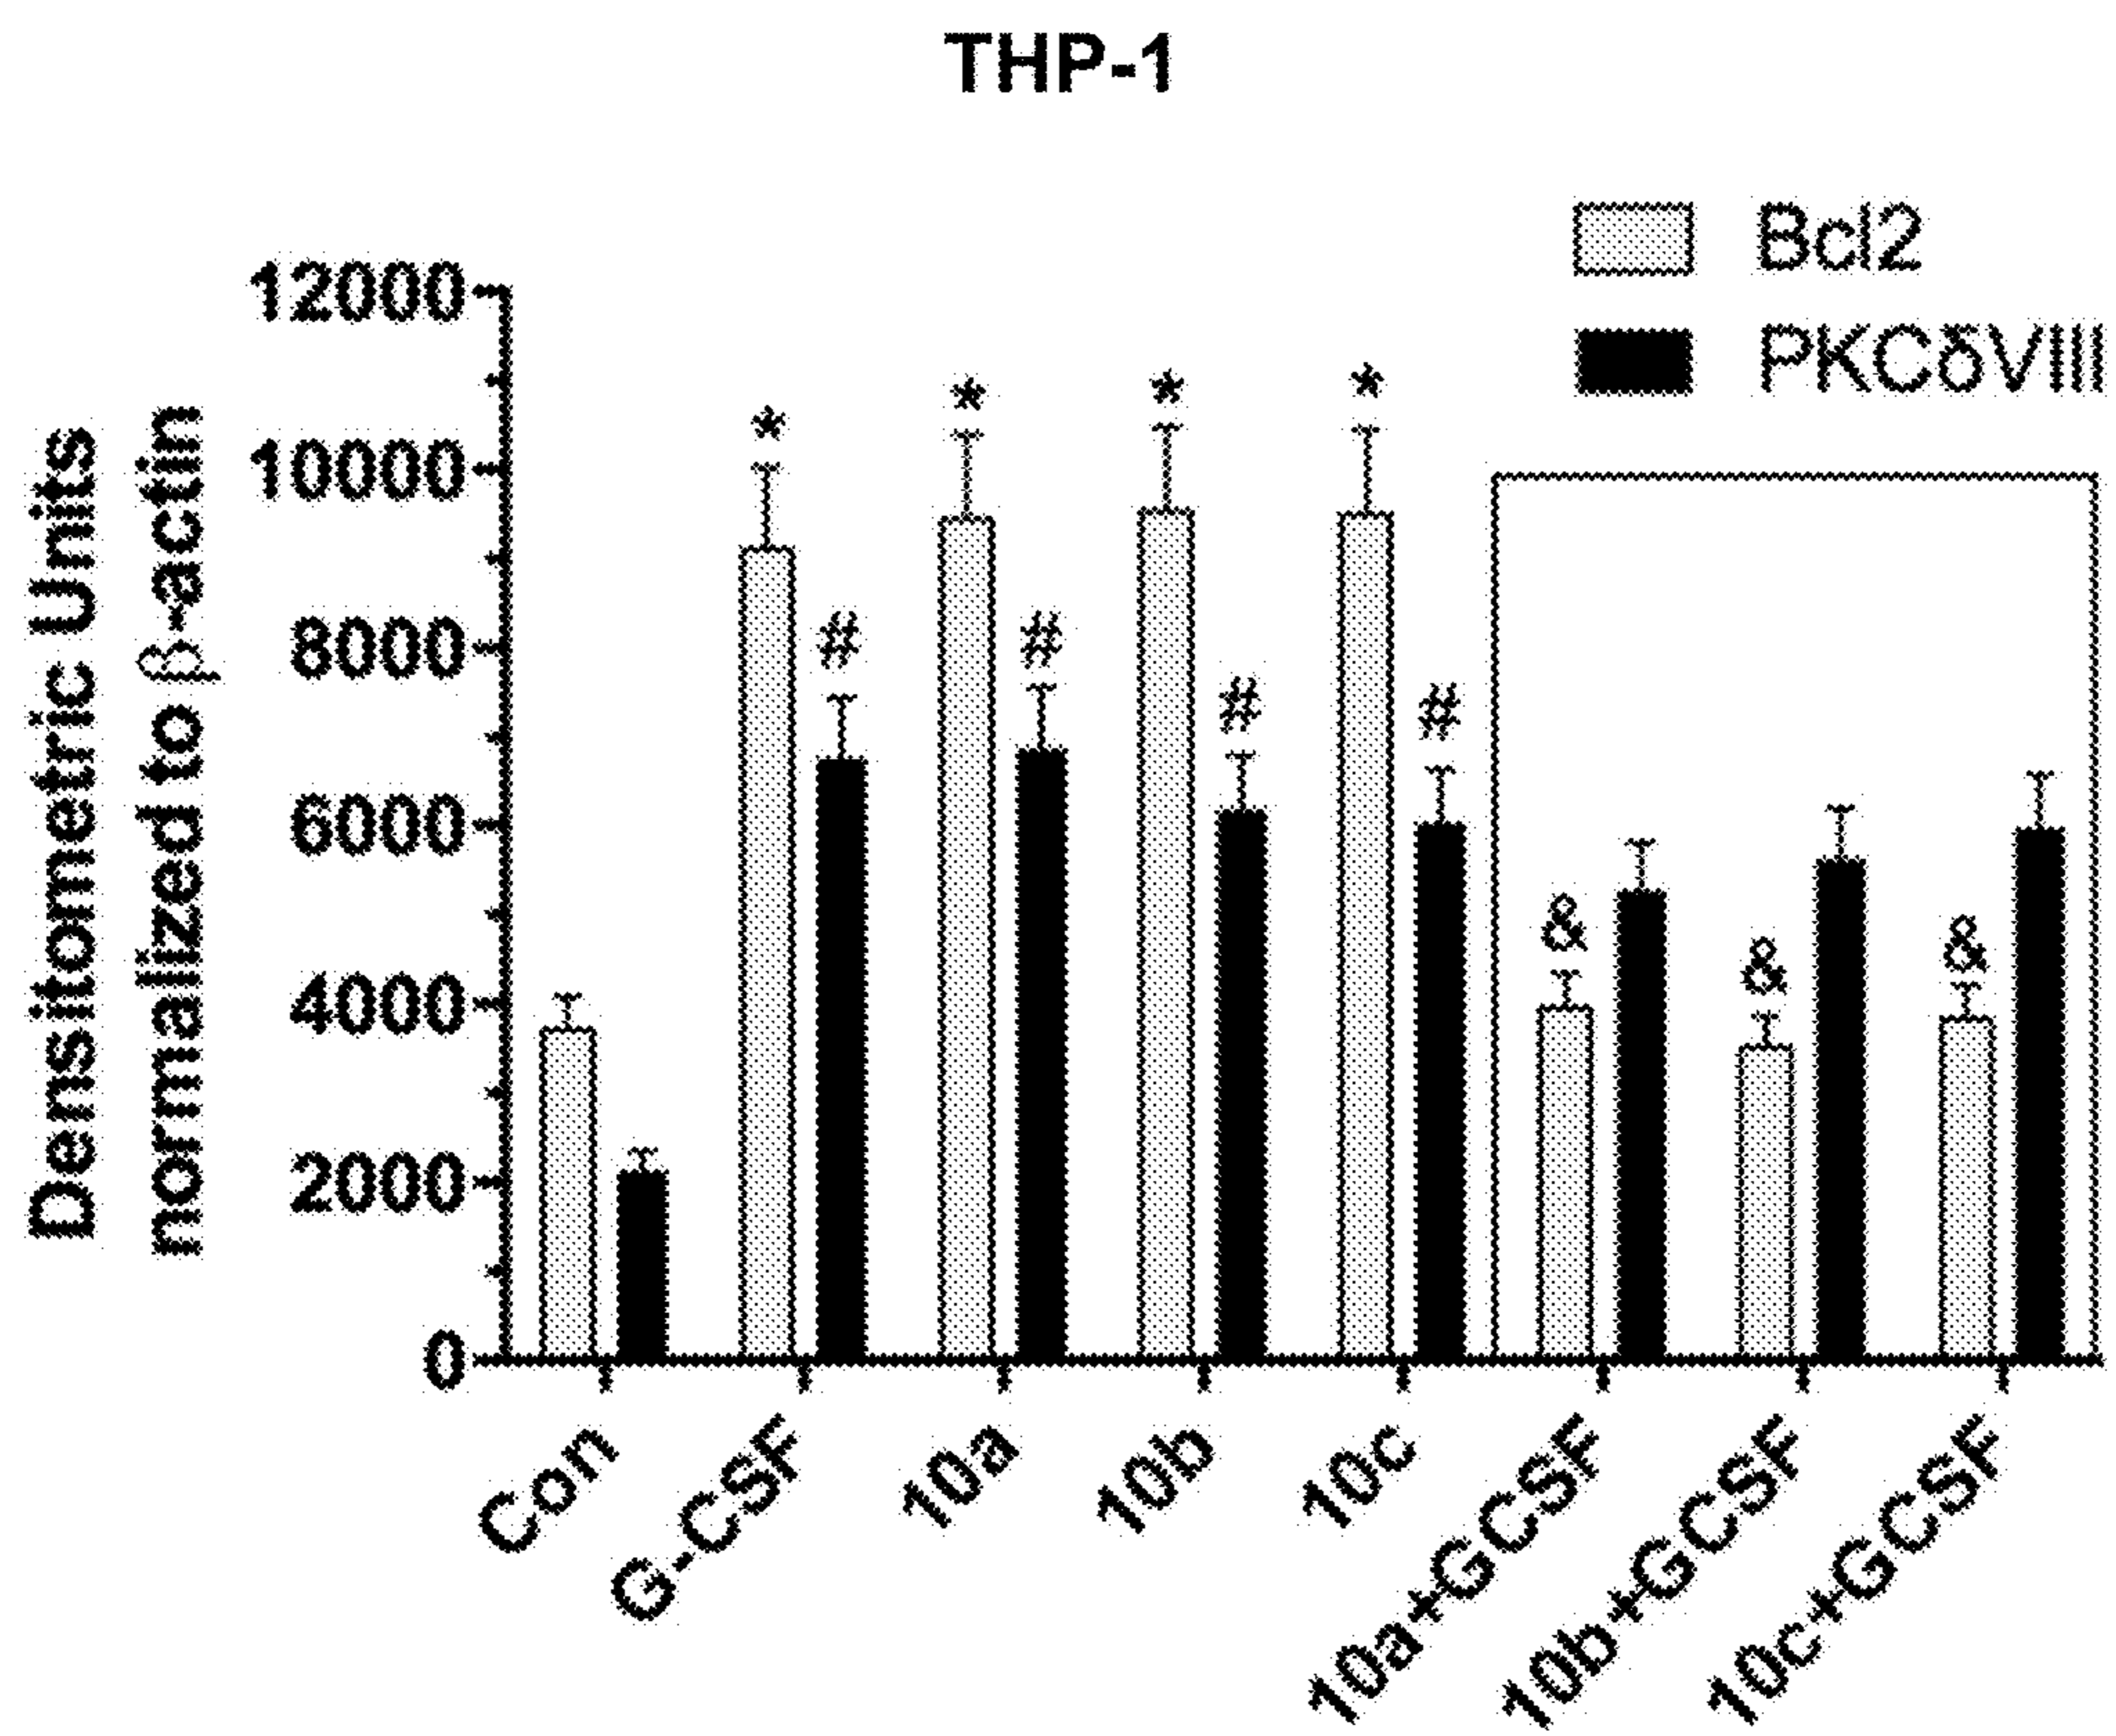 THP-1
Bcl2
PKCδVIII
Densitometric Units
normalized to β-actin
12000
10000
8000
6000
4000
2000
0
*
*
*
*
#
#
#
#
&
&
&
Con
G-CSF
10a
10b
10c
10a+GCSF
10b+GCSF
10c+GCSF